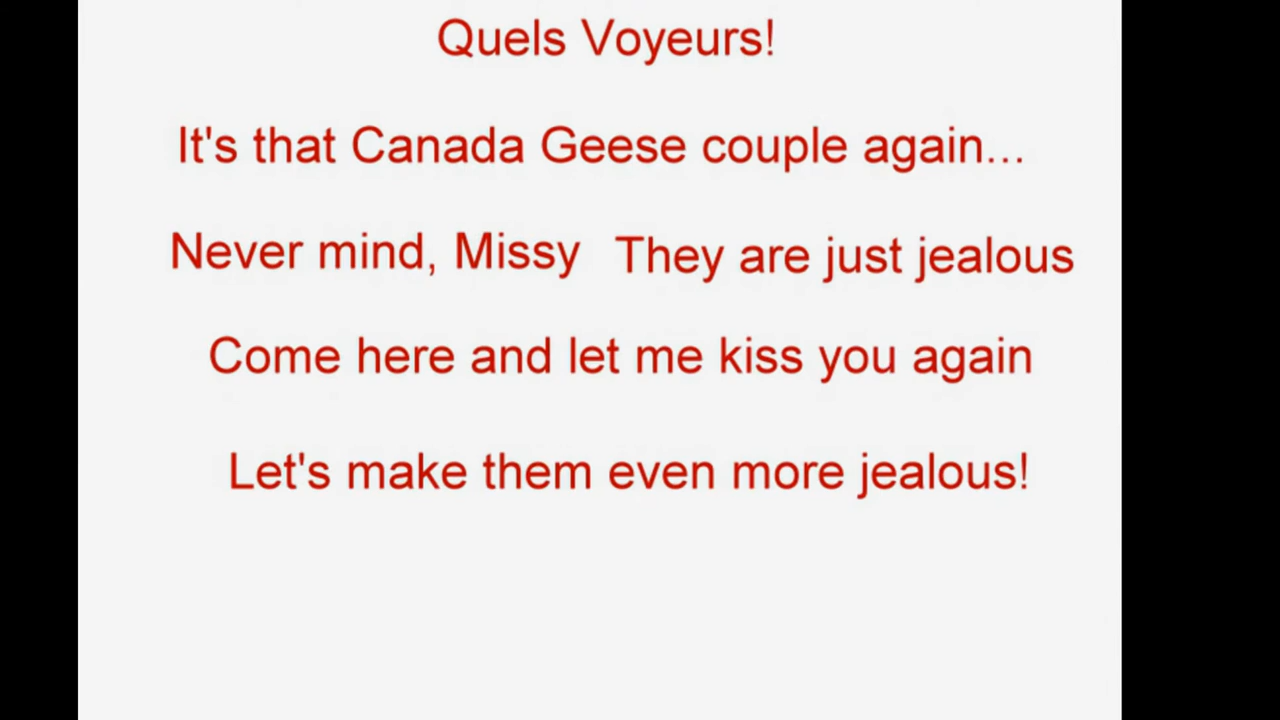 Quels Voyeurs!
It's that Canada Geese couple again...
Never mind, Missy They are just jealous
Come here and let me kiss you again
Let's make them even more jealous!